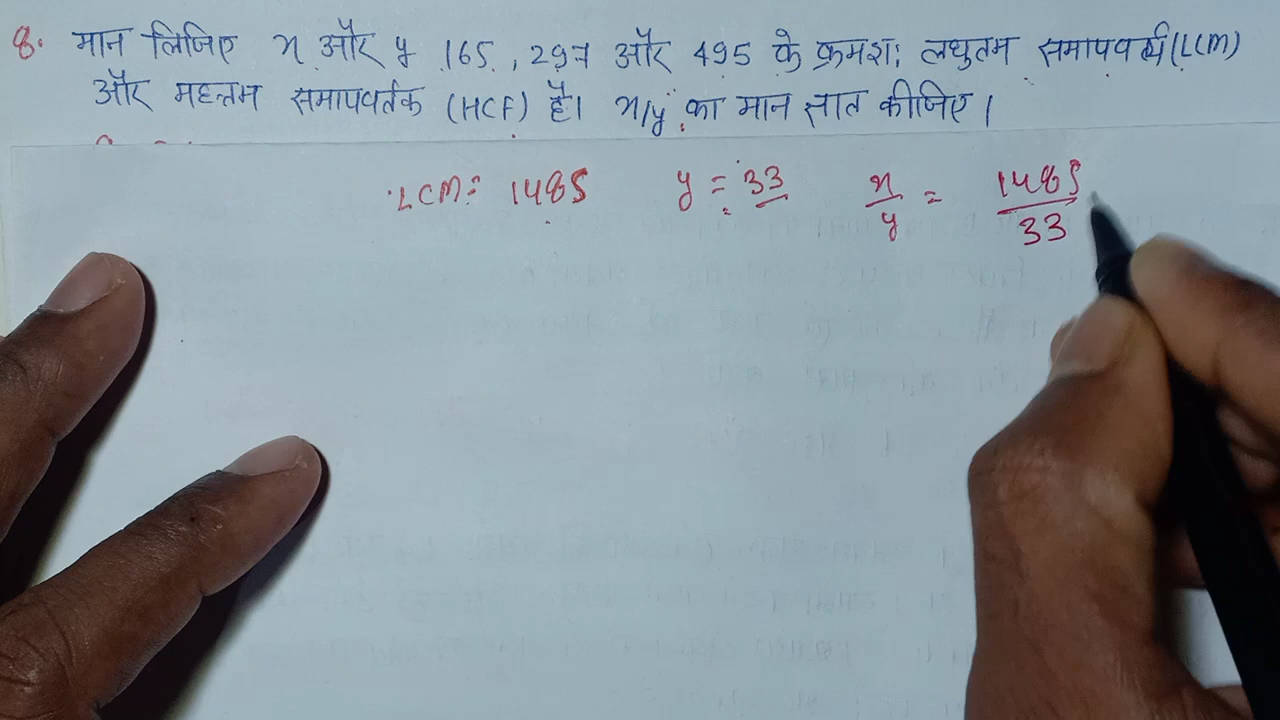 8. मान लिजिए x और y 165, 297 और 495 के क्रमशः लघुतम समापवर्त्य (LCM)
और महत्तम समापवर्तक (HCF) है। x/y का मान ज्ञात कीजिए।
LCM = 1485 y = 33 x/y = 1485/33